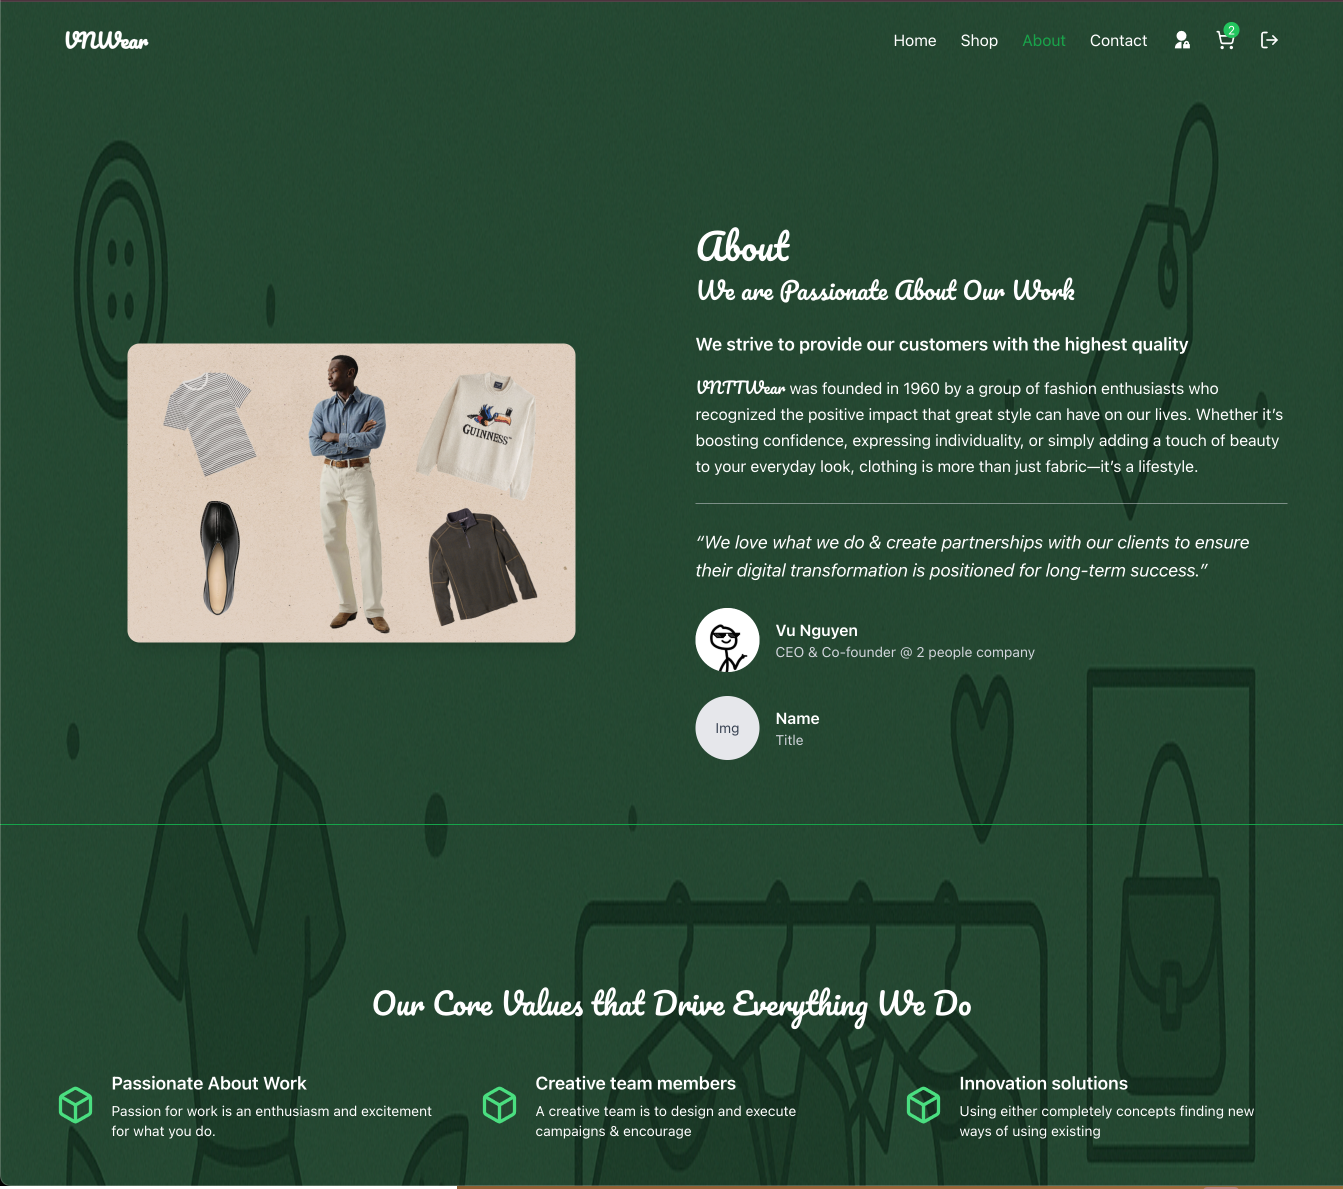 VNWear
Home Shop About Contact 2
About
We are Passionate About Our Work
We strive to provide our customers with the highest quality
VNTTWear was founded in 1960 by a group of fashion enthusiasts who
recognized the positive impact that great style can have on our lives. Whether it’s
boosting confidence, expressing individuality, or simply adding a touch of beauty
to your everyday look, clothing is more than just fabric—it’s a lifestyle.
GUINNESS
“We love what we do & create partnerships with our clients to ensure
their digital transformation is positioned for long-term success.”
Vu Nguyen
CEO & Co-founder @ 2 people company
Img
Name
Title
Our Core Values that Drive Everything We Do
Passionate About Work
Passion for work is an enthusiasm and excitement
for what you do.
Creative team members
A creative team is to design and execute
campaigns & encourage
Innovation solutions
Using either completely concepts finding new
ways of using existing